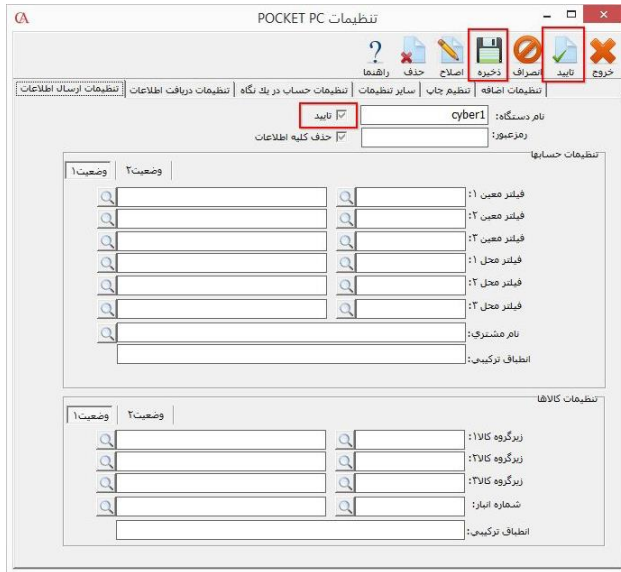 تنظیمات POCKET PC
خروج تایید انصراف ذخیره اصلاح حذف راهنما
تنظیمات اضافه تنظیم چاپ سایر تنظیمات تنظیمات حساب در یك نگاه تنظیمات دریافت اطلاعات تنظیمات ارسال اطلاعات
نام دستگاه: cyber1 تایید
رمزعبور: حذف کلیه اطلاعات
تنظیمات حسابها
وضعیت۲ وضعیت۱
فیلتر معین ۱:
فیلتر معین ۲:
فیلتر معین ۳:
فیلتر محل ۱:
فیلتر محل ۲:
فیلتر محل ۳:
نام مشتري:
انطباق ترکیبی:
تنظیمات کالاها
وضعیت۲ وضعیت۱
زیرگروه کالا۱:
زیرگروه کالا۲:
زیرگروه کالا۳:
شماره انبار:
انطباق ترکیبی: